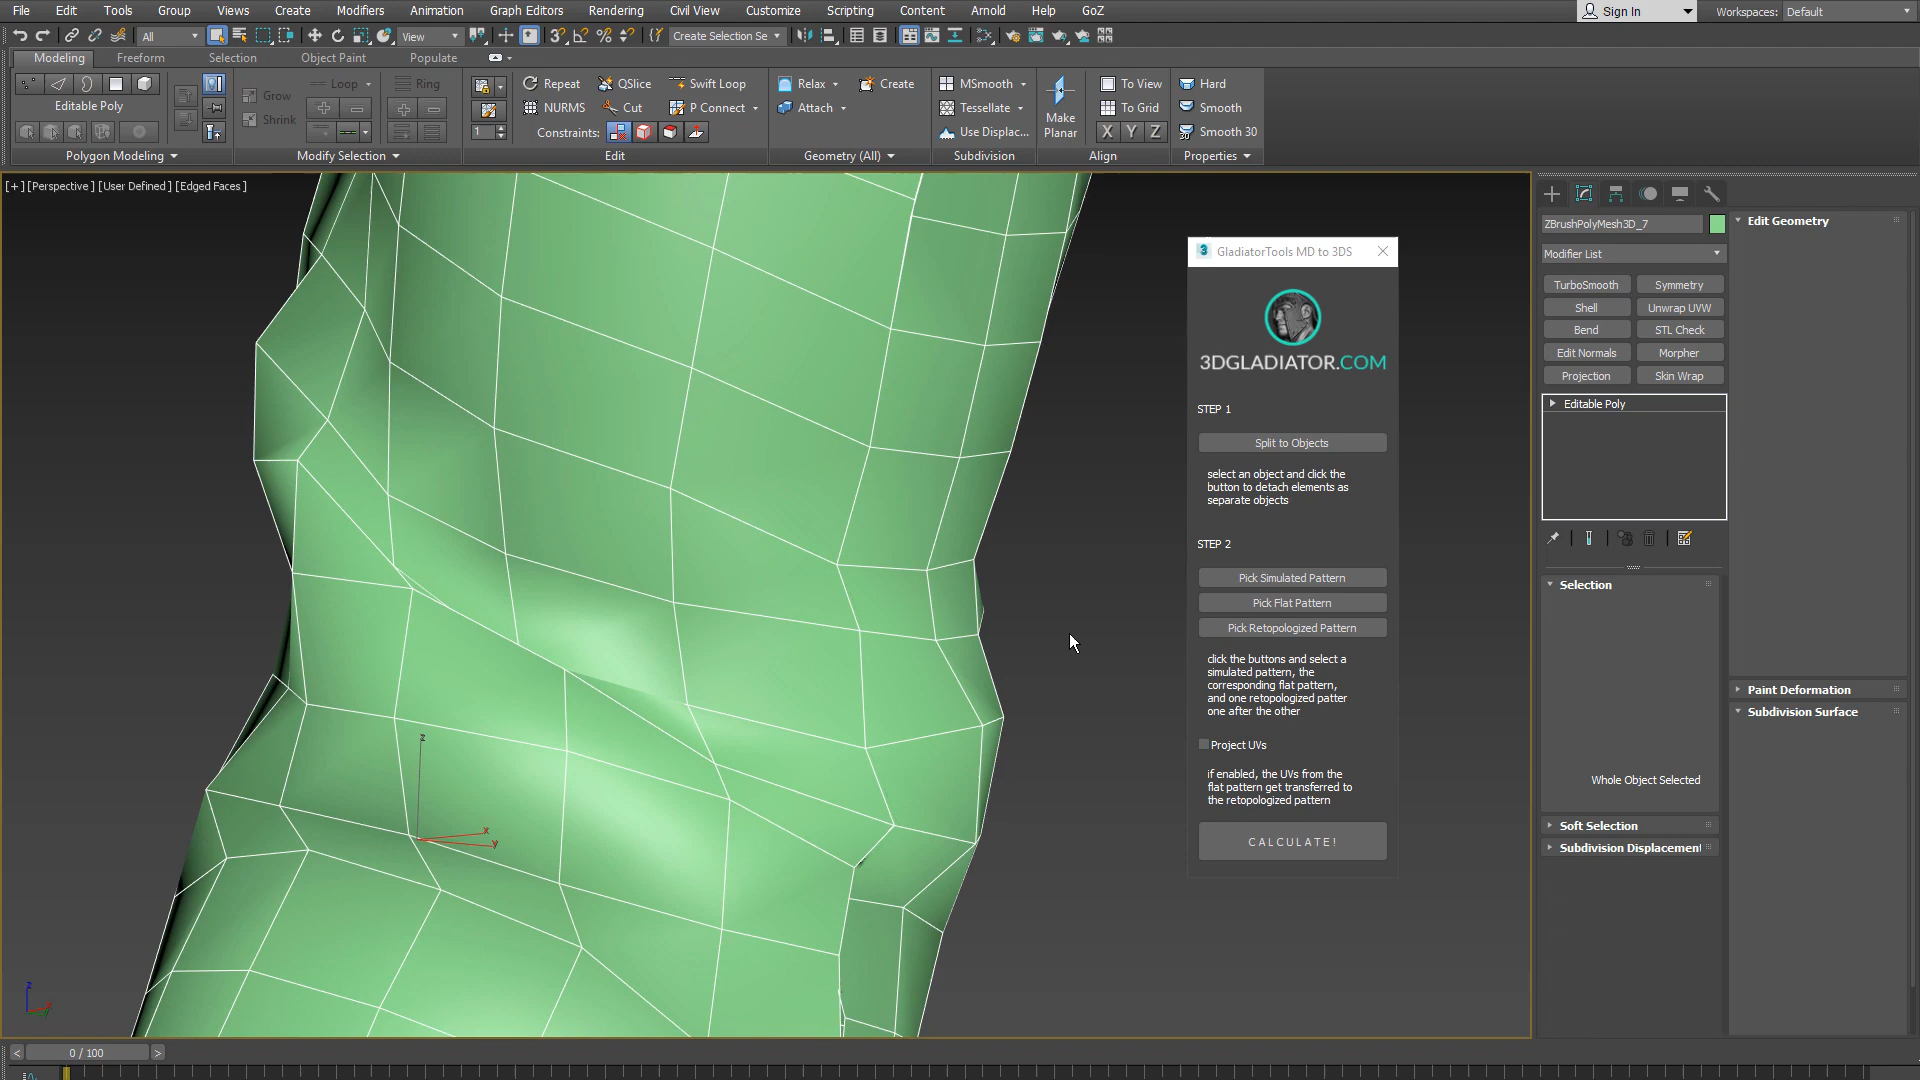 File Edit Tools Group Views Create Modifiers Animation Graph Editors Rendering Civil View Customize Scripting Content Arnold Help GoZ Sign In Workspaces: Default
All View Create Selection Se
Modeling Freeform Selection Object Paint Populate
Loop Ring Repeat QSlice Swift Loop Relax Create MSmooth To View Hard
Editable Poly Grow NURMS Cut P Connect Attach Tessellate Make Planar To Grid Smooth
Shrink 1 Constraints: Use Displac... X Y Z 30 Smooth 30
Polygon Modeling Modify Selection Edit Geometry (All) Subdivision Align Properties
[+] [Perspective] [User Defined] [Edged Faces]
z
x
y
z
x
y
3 GladiatorTools MD to 3DS
3DGLADIATOR.COM
STEP 1
Split to Objects
select an object and click the
button to detach elements as
separate objects
STEP 2
Pick Simulated Pattern
Pick Flat Pattern
Pick Retopologized Pattern
click the buttons and select a
simulated pattern, the
corresponding flat pattern,
and one retopologized patter
one after the other
Project UVs
if enabled, the UVs from the
flat pattern get transferred to
the retopologized pattern
CALCULATE!
ZBrushPolyMesh3D_7
Modifier List
TurboSmooth Symmetry
Shell Unwrap UVW
Bend STL Check
Edit Normals Morpher
Projection Skin Wrap
Editable Poly
Selection
Whole Object Selected
Soft Selection
Subdivision Displacement
Edit Geometry
Paint Deformation
Subdivision Surface
< 0 / 100 >